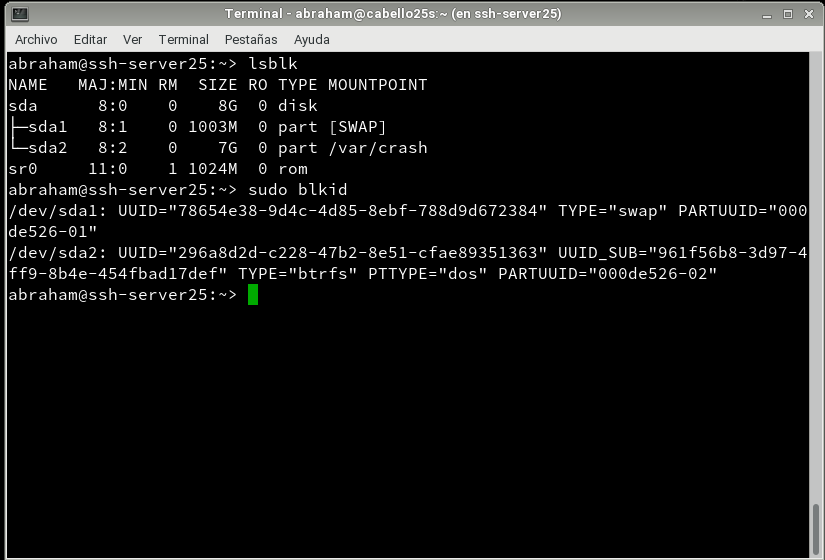 Terminal - abraham@cabello25s:~ (en ssh-server25)
Archivo Editar Ver Terminal Pestañas Ayuda
abraham@ssh-server25:~> lsblk
NAME   MAJ:MIN RM  SIZE RO TYPE MOUNTPOINT
sda      8:0    0    8G  0 disk
├─sda1   8:1    0 1003M  0 part [SWAP]
└─sda2   8:2    0    7G  0 part /var/crash
sr0     11:0    1 1024M  0 rom
abraham@ssh-server25:~> sudo blkid
/dev/sda1: UUID="78654e38-9d4c-4d85-8ebf-788d9d672384" TYPE="swap" PARTUUID="000
de526-01"
/dev/sda2: UUID="296a8d2d-c228-47b2-8e51-cfae89351363" UUID_SUB="961f56b8-3d97-4
ff9-8b4e-454fbad17def" TYPE="btrfs" PTTYPE="dos" PARTUUID="000de526-02"
abraham@ssh-server25:~>